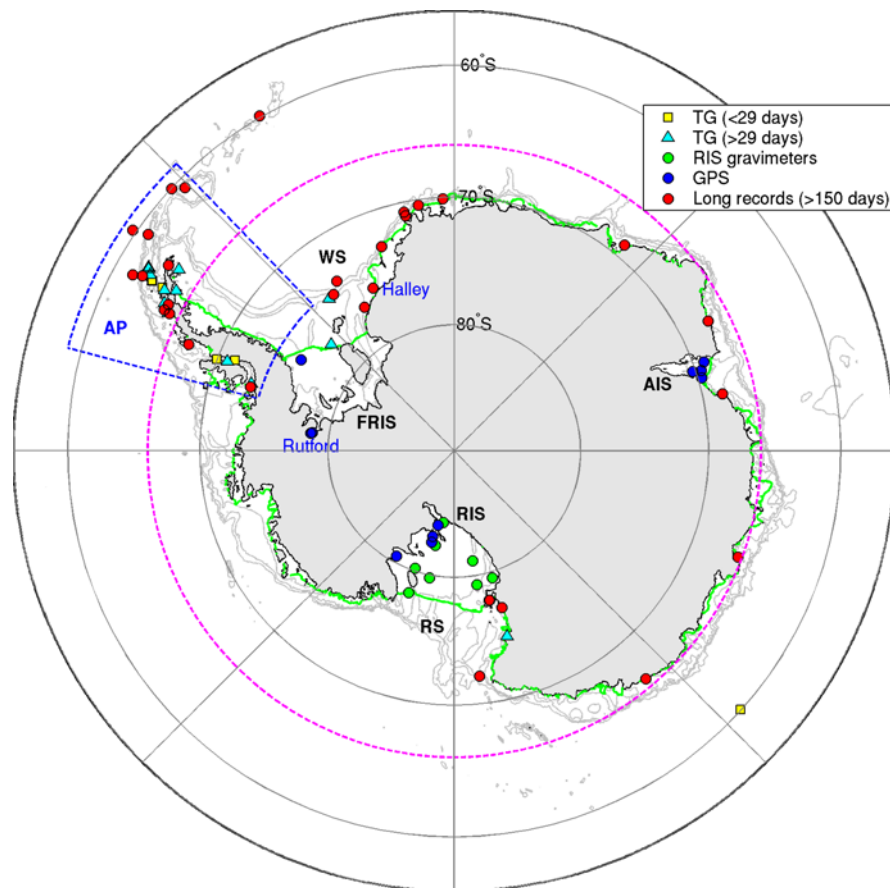 60°S
TG (<29 days)
TG (>29 days)
RIS gravimeters
GPS
Long records (>150 days)
70°S
WS
Halley
80°S
AP
AIS
FRIS
Rutford
RIS
RS